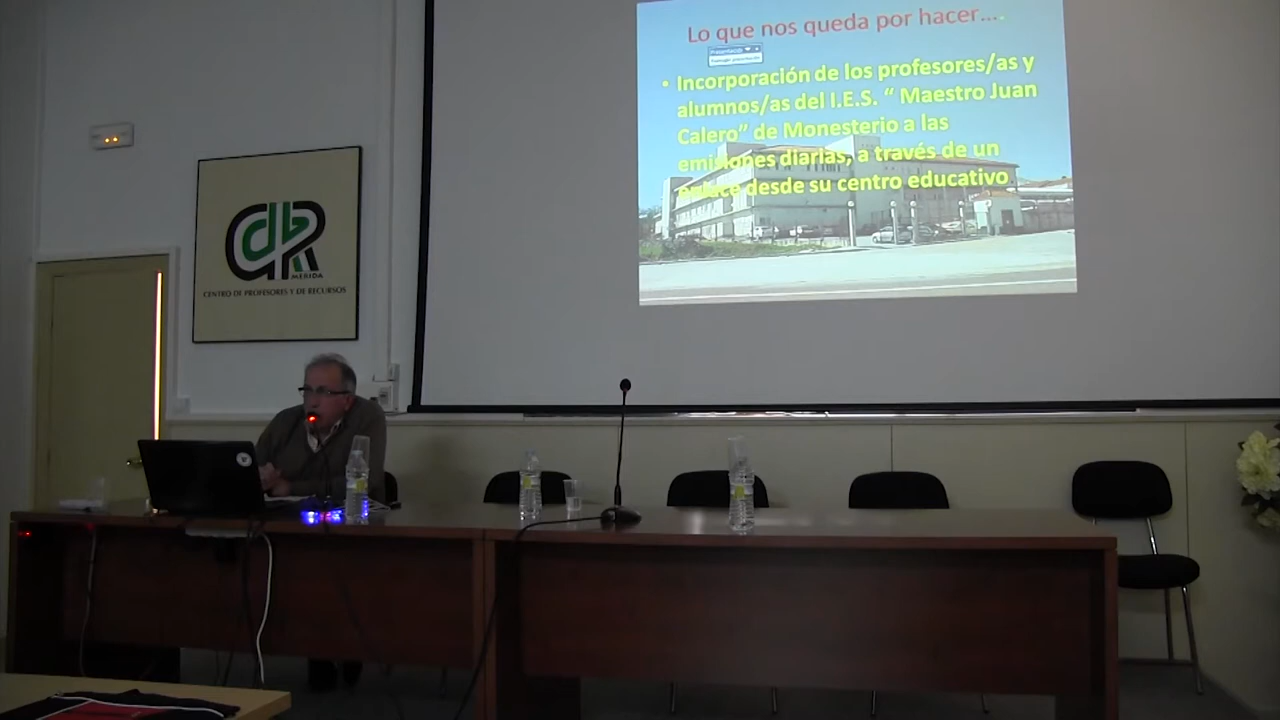 Lo que nos queda por hacer....
• Incorporación de los profesores/as y
alumnos/as del I.E.S. “ Maestro Juan
Calero” de Monesterio a las
emisiones diarias, a través de un
enlace desde su centro educativo
CPR
MÉRIDA
CENTRO DE PROFESORES Y DE RECURSOS